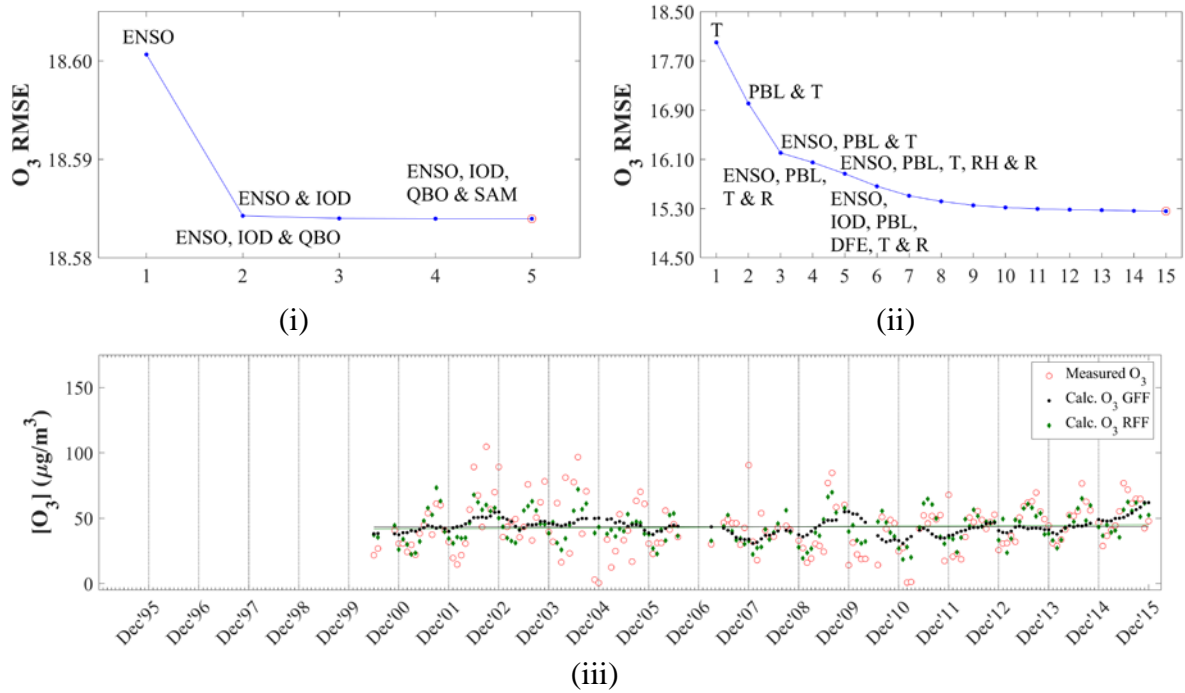 O3 RMSE
18.60
18.59
18.58
ENSO
ENSO & IOD
ENSO, IOD & QBO
ENSO, IOD,
QBO & SAM
1 2 3 4 5
(i)
O3 RMSE
18.50
17.70
16.90
16.10
15.30
14.50
T
PBL & T
ENSO, PBL & T
ENSO, PBL,
T & R
ENSO, PBL, T, RH & R
ENSO,
IOD, PBL,
DFE, T & R
1 2 3 4 5 6 7 8 9 10 11 12 13 14 15
(ii)
[O3] (μg/m3)
150
100
50
0
Measured O3
Calc. O3 GFF
Calc. O3 RFF
Dec'95 Dec'96 Dec'97 Dec'98 Dec'99 Dec'00 Dec'01 Dec'02 Dec'03 Dec'04 Dec'05 Dec'06 Dec'07 Dec'08 Dec'09 Dec'10 Dec'11 Dec'12 Dec'13 Dec'14 Dec'15
(iii)